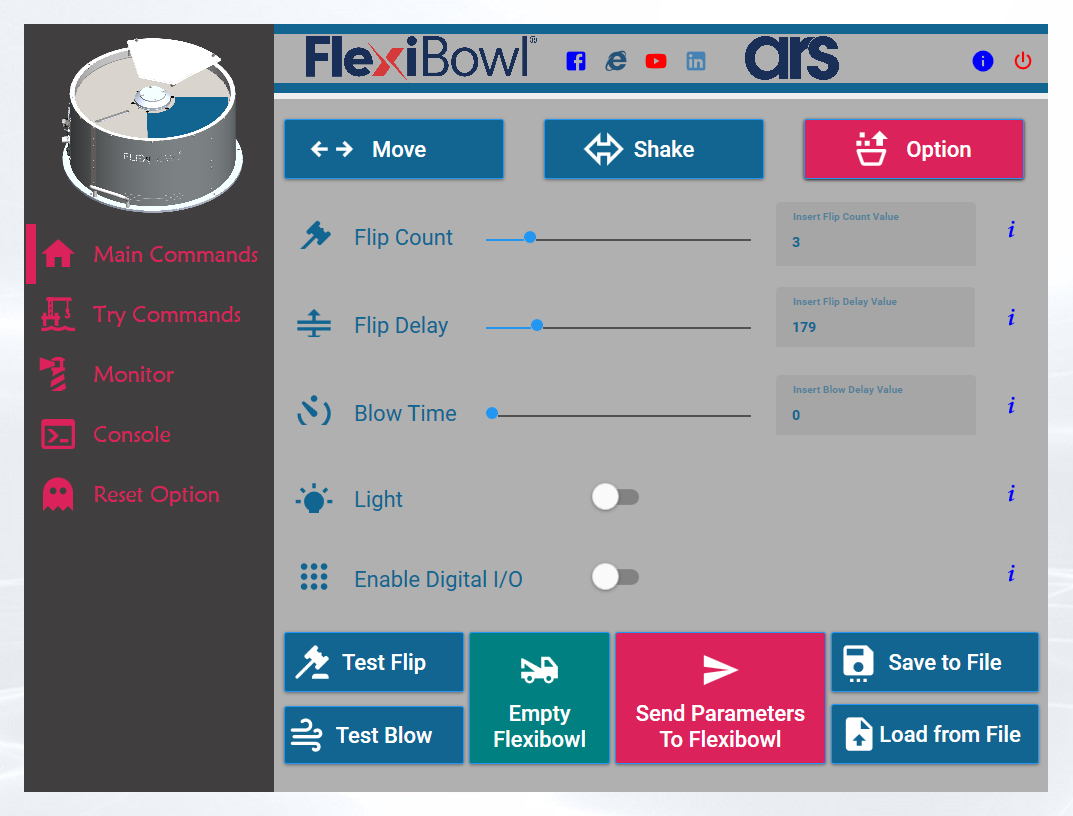 FlexiBowl®
ars
FLEXI
Main Commands
Try Commands
Monitor
Console
Reset Option
Move
Shake
Option
Flip Count
Insert Flip Count Value
3
i
Flip Delay
Insert Flip Delay Value
179
i
Blow Time
Insert Blow Delay Value
0
i
Light
i
Enable Digital I/O
i
Test Flip
Test Blow
Empty
Flexibowl
Send Parameters
To Flexibowl
Save to File
Load from File